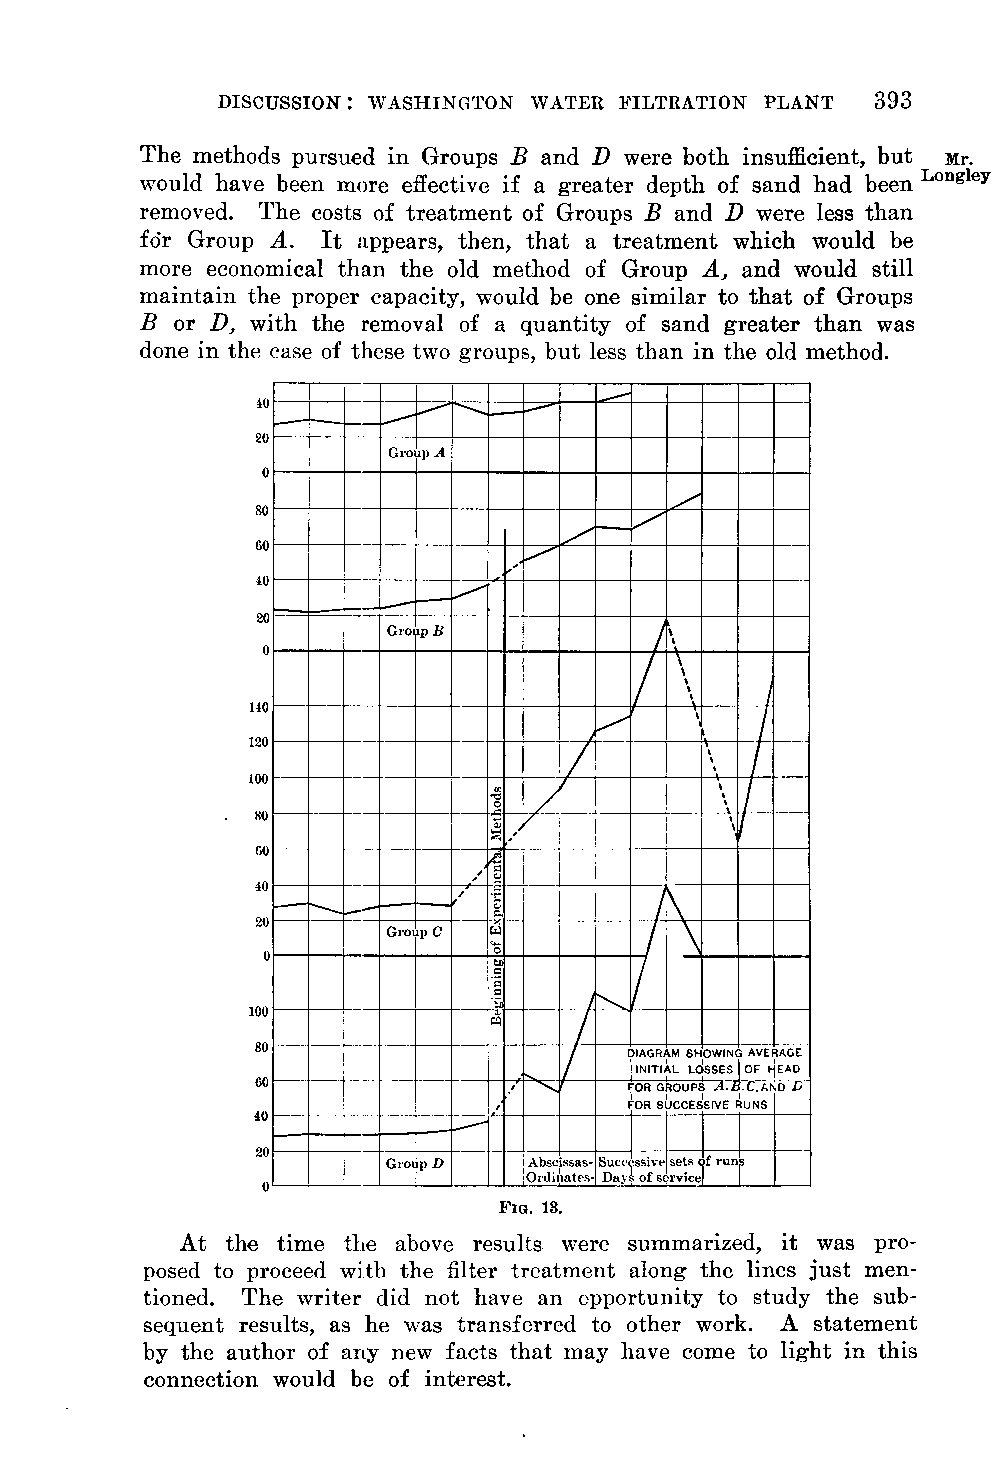 DISCUSSION: WASHINGTON WATER FILTRATION PLANT 393
The methods pursued in Groups B and D were both insufficient, but
would have been more effective if a greater depth of sand had been
Mr.
Longley
removed. The costs of treatment of Groups B and D were less than
for Group A. It appears, then, that a treatment which would be
more economical than the old method of Group A, and would still
maintain the proper capacity, would be one similar to that of Groups
B or D, with the removal of a quantity of sand greater than was
done in the case of these two groups, but less than in the old method.
40
20
Group A
0
80
60
40
20
Group B
0
140
120
100
80
60
40
20
Group C
0
Beginning of Experimental Methods
100
80
60
40
20
Group D
0
DIAGRAM SHOWING AVERAGE
INITIAL LOSSES OF HEAD
FOR GROUPS A.B.C.AND D
FOR SUCCESSIVE RUNS
Abscissas- Successive sets of runs
Ordinates- Days of service
FIG. 13.
At the time the above results were summarized, it was pro-
posed to proceed with the filter treatment along the lines just men-
tioned. The writer did not have an opportunity to study the sub-
sequent results, as he was transferred to other work. A statement
by the author of any new facts that may have come to light in this
connection would be of interest.